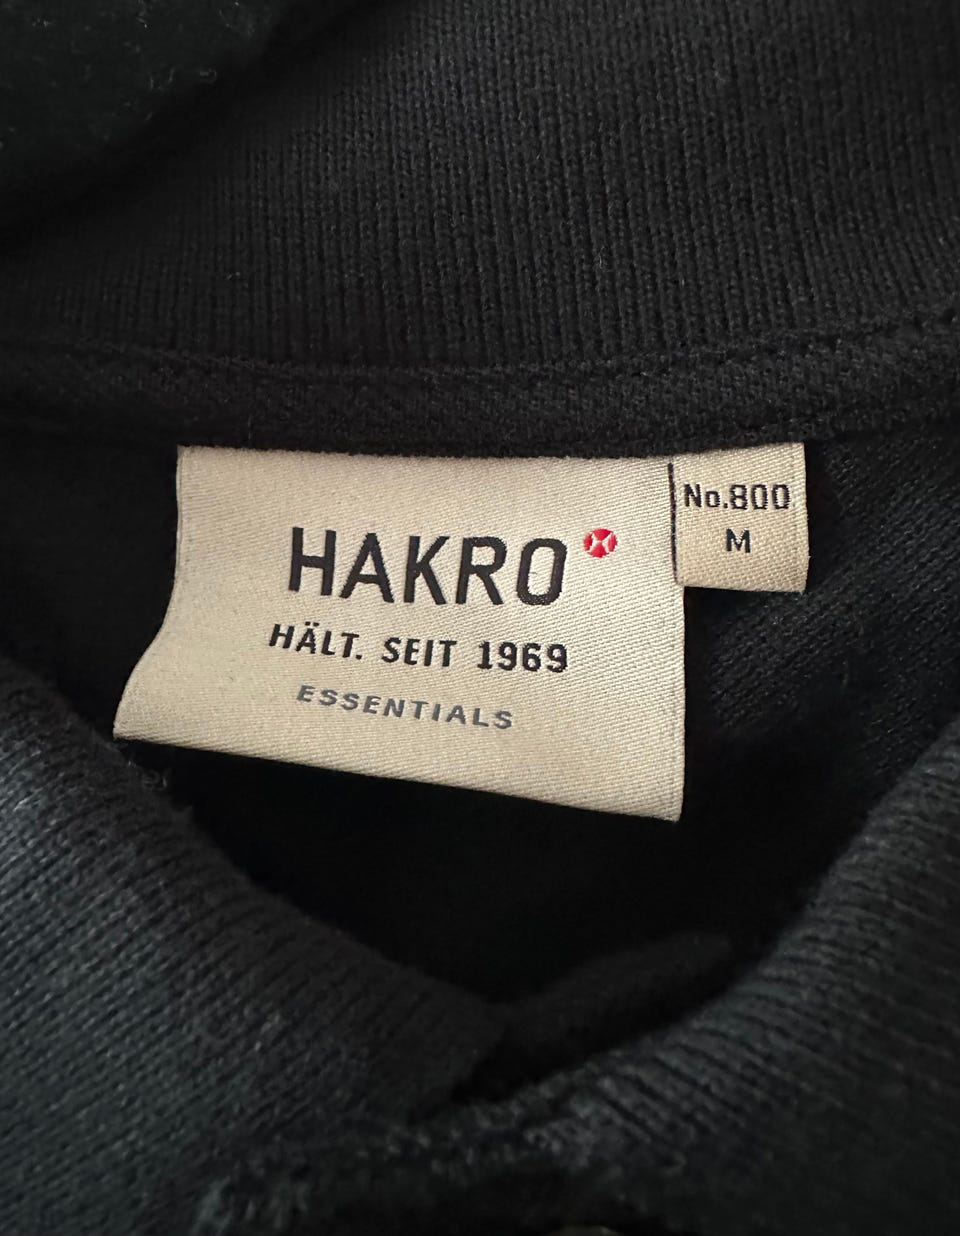 HAKRO
HÄLT. SEIT 1969
ESSENTIALS
No.800
M